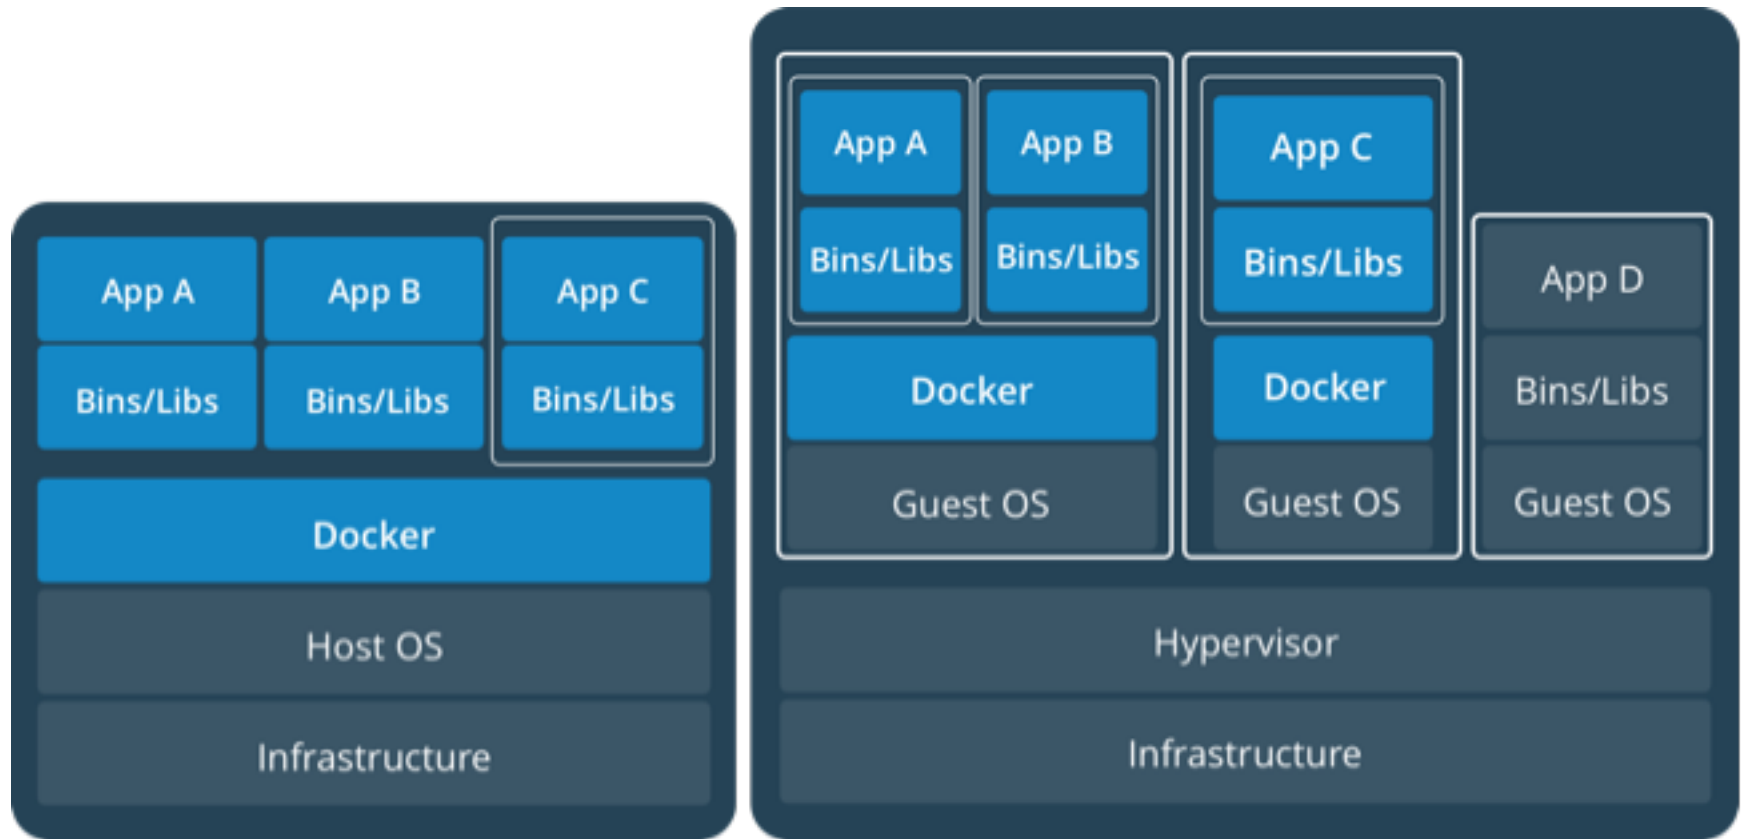 App A
App B
App C
Bins/Libs
Bins/Libs
Bins/Libs
Docker
Host OS
Infrastructure
App A
App B
Bins/Libs
Bins/Libs
Docker
Guest OS
App C
Bins/Libs
Docker
Guest OS
App D
Bins/Libs
Guest OS
Hypervisor
Infrastructure